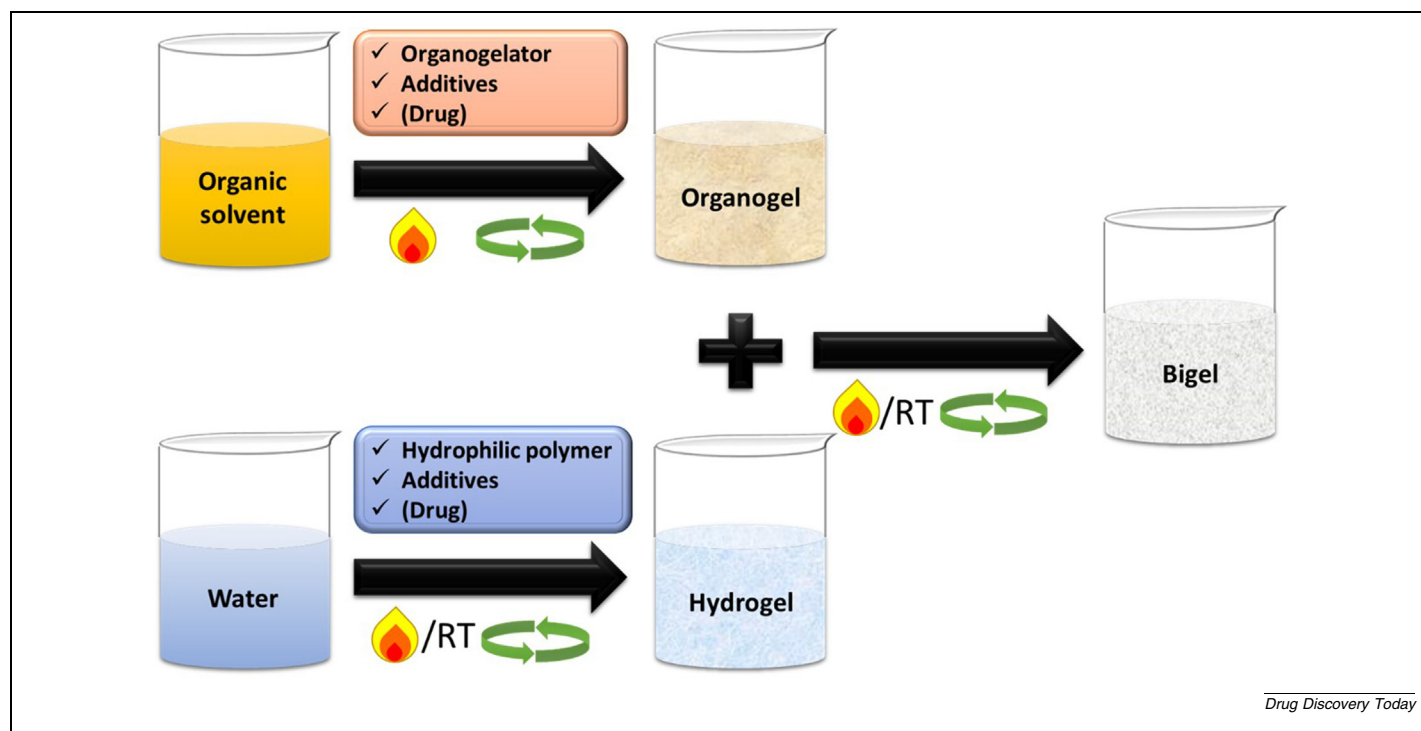 ✓ Organogelator
✓ Additives
✓ (Drug)
Organic
solvent
Organogel
✓ Hydrophilic polymer
✓ Additives
✓ (Drug)
Water
/RT
Hydrogel
/RT
Bigel
Drug Discovery Today